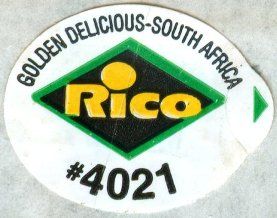 GOLDEN DELICIOUS-SOUTH AFRICA
Rico
#4021